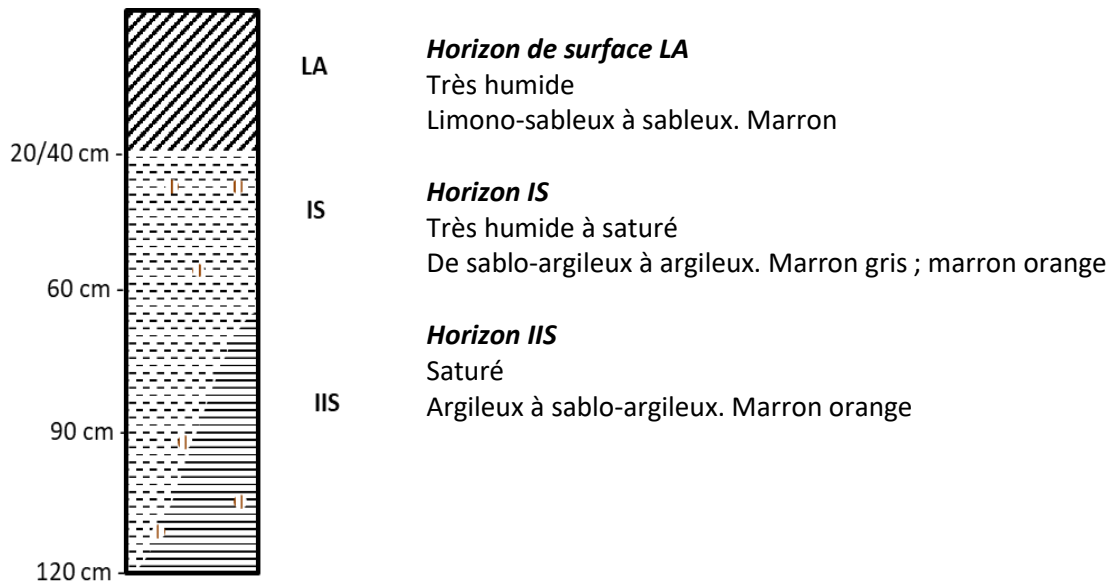 LA
Horizon de surface LA
Très humide
Limono-sableux à sableux. Marron
20/40 cm
IS
Horizon IS
Très humide à saturé
De sablo-argileux à argileux. Marron gris ; marron orange
60 cm
Horizon IIS
Saturé
IIS
Argileux à sablo-argileux. Marron orange
90 cm
120 cm